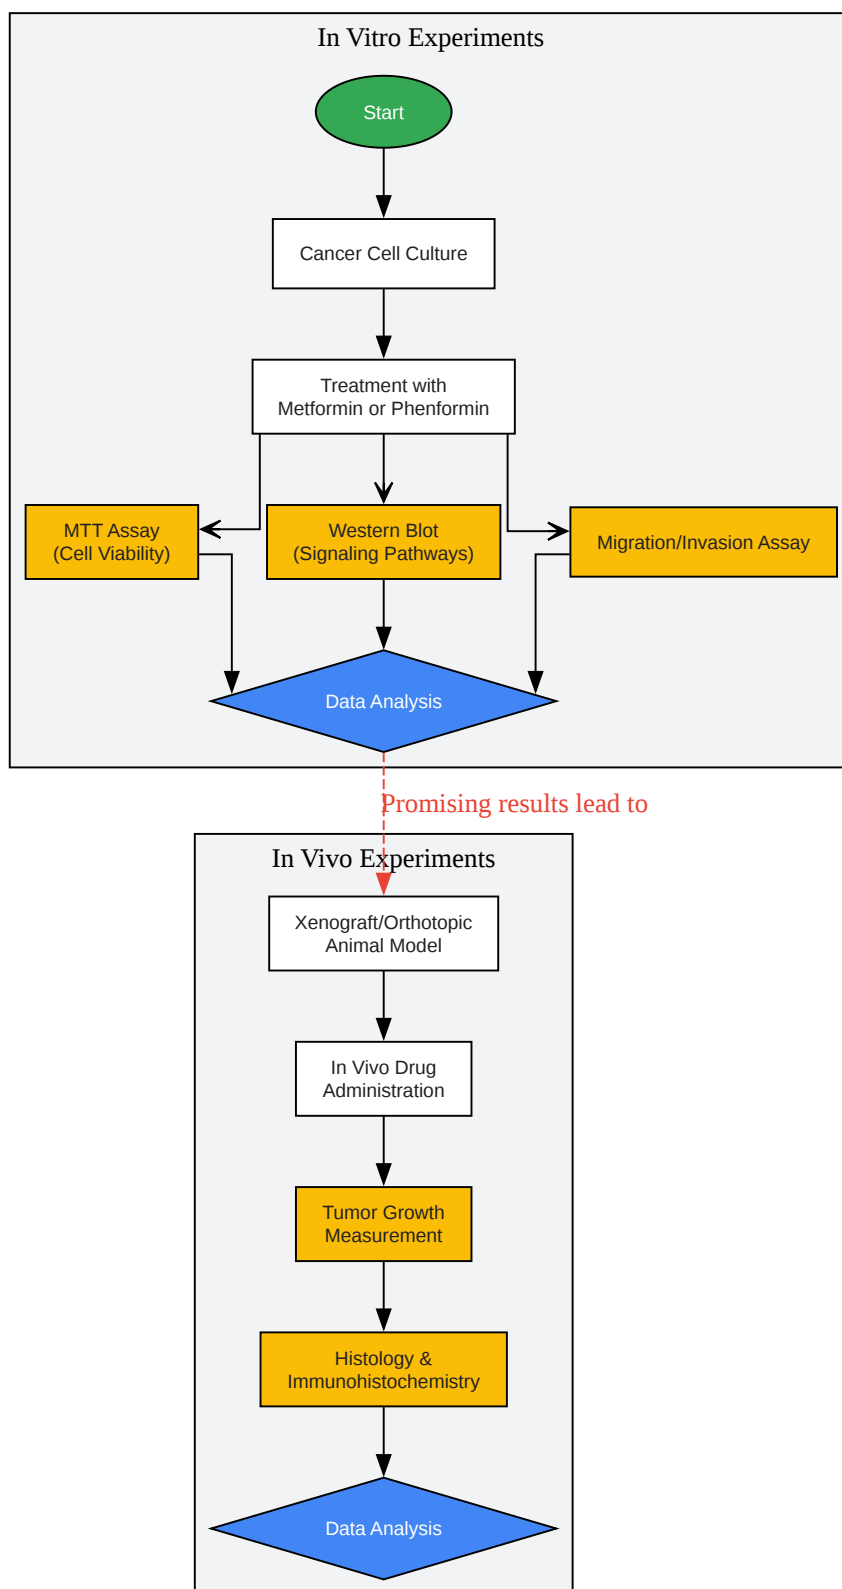 In Vitro Experiments
Start
Cancer Cell Culture
Treatment with
Metformin or Phenformin
MTT Assay
(Cell Viability)
Western Blot
(Signaling Pathways)
Migration/Invasion Assay
Data Analysis
Promising results lead to
In Vivo Experiments
Xenograft/Orthotopic
Animal Model
In Vivo Drug
Administration
Tumor Growth
Measurement
Histology &
Immunohistochemistry
Data Analysis